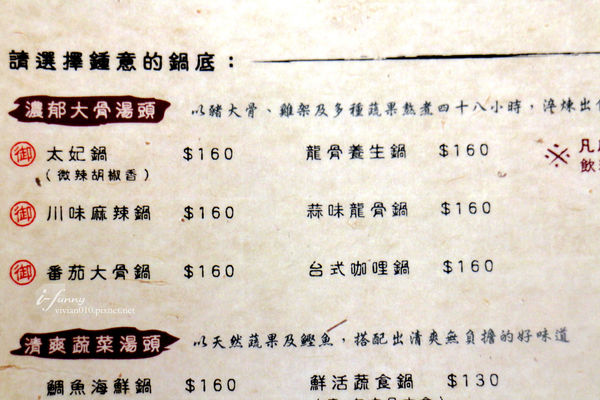 請選擇鍾意的鍋底：
濃郁大骨湯頭 以豬大骨、雞架及多種蔬果熬煮四十八小時，淬煉出
御 太妃鍋 $160 龍骨養生鍋 $160
(微辣胡椒香)
※ 凡
飲
御 川味麻辣鍋 $160 蒜味龍骨鍋 $160
御 番茄大骨鍋 $160 台式咖哩鍋 $160
i-funny
vivian010.pixnet.net
清爽蔬菜湯頭 以天然蔬果及鰹魚，搭配出清爽無負擔的好味道
鯛魚海鮮鍋 $160 鮮活蔬食鍋 $130